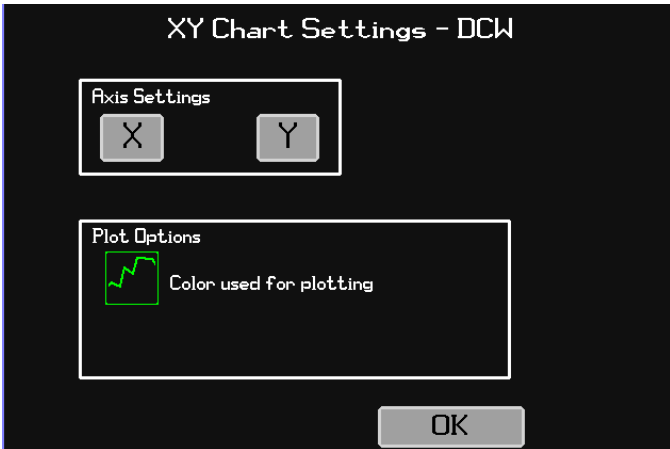 XY Chart Settings - DCW
Axis Settings
X Y
Plot Options
Color used for plotting
OK